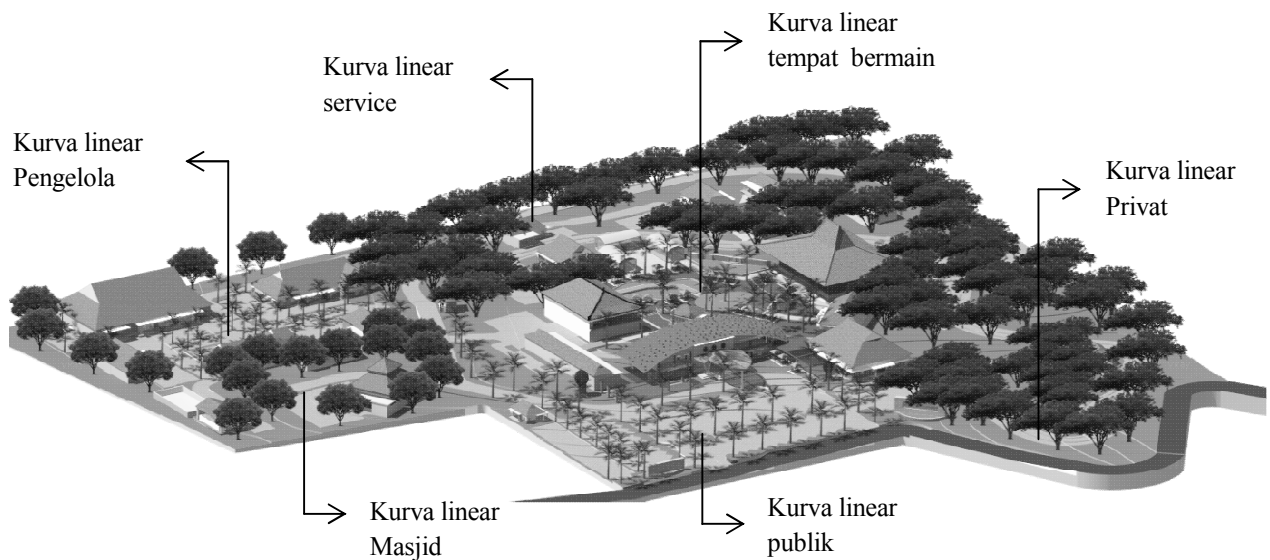 Kurva linear
tempat bermain
Kurva linear
service
Kurva linear
Pengelola
Kurva linear
Privat
Kurva linear
Masjid
Kurva linear
publik